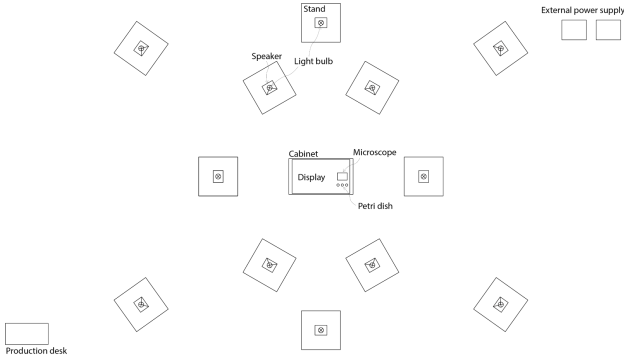 Stand
External power supply
Speaker
Light bulb
Cabinet
Microscope
Display
Petri dish
Production desk